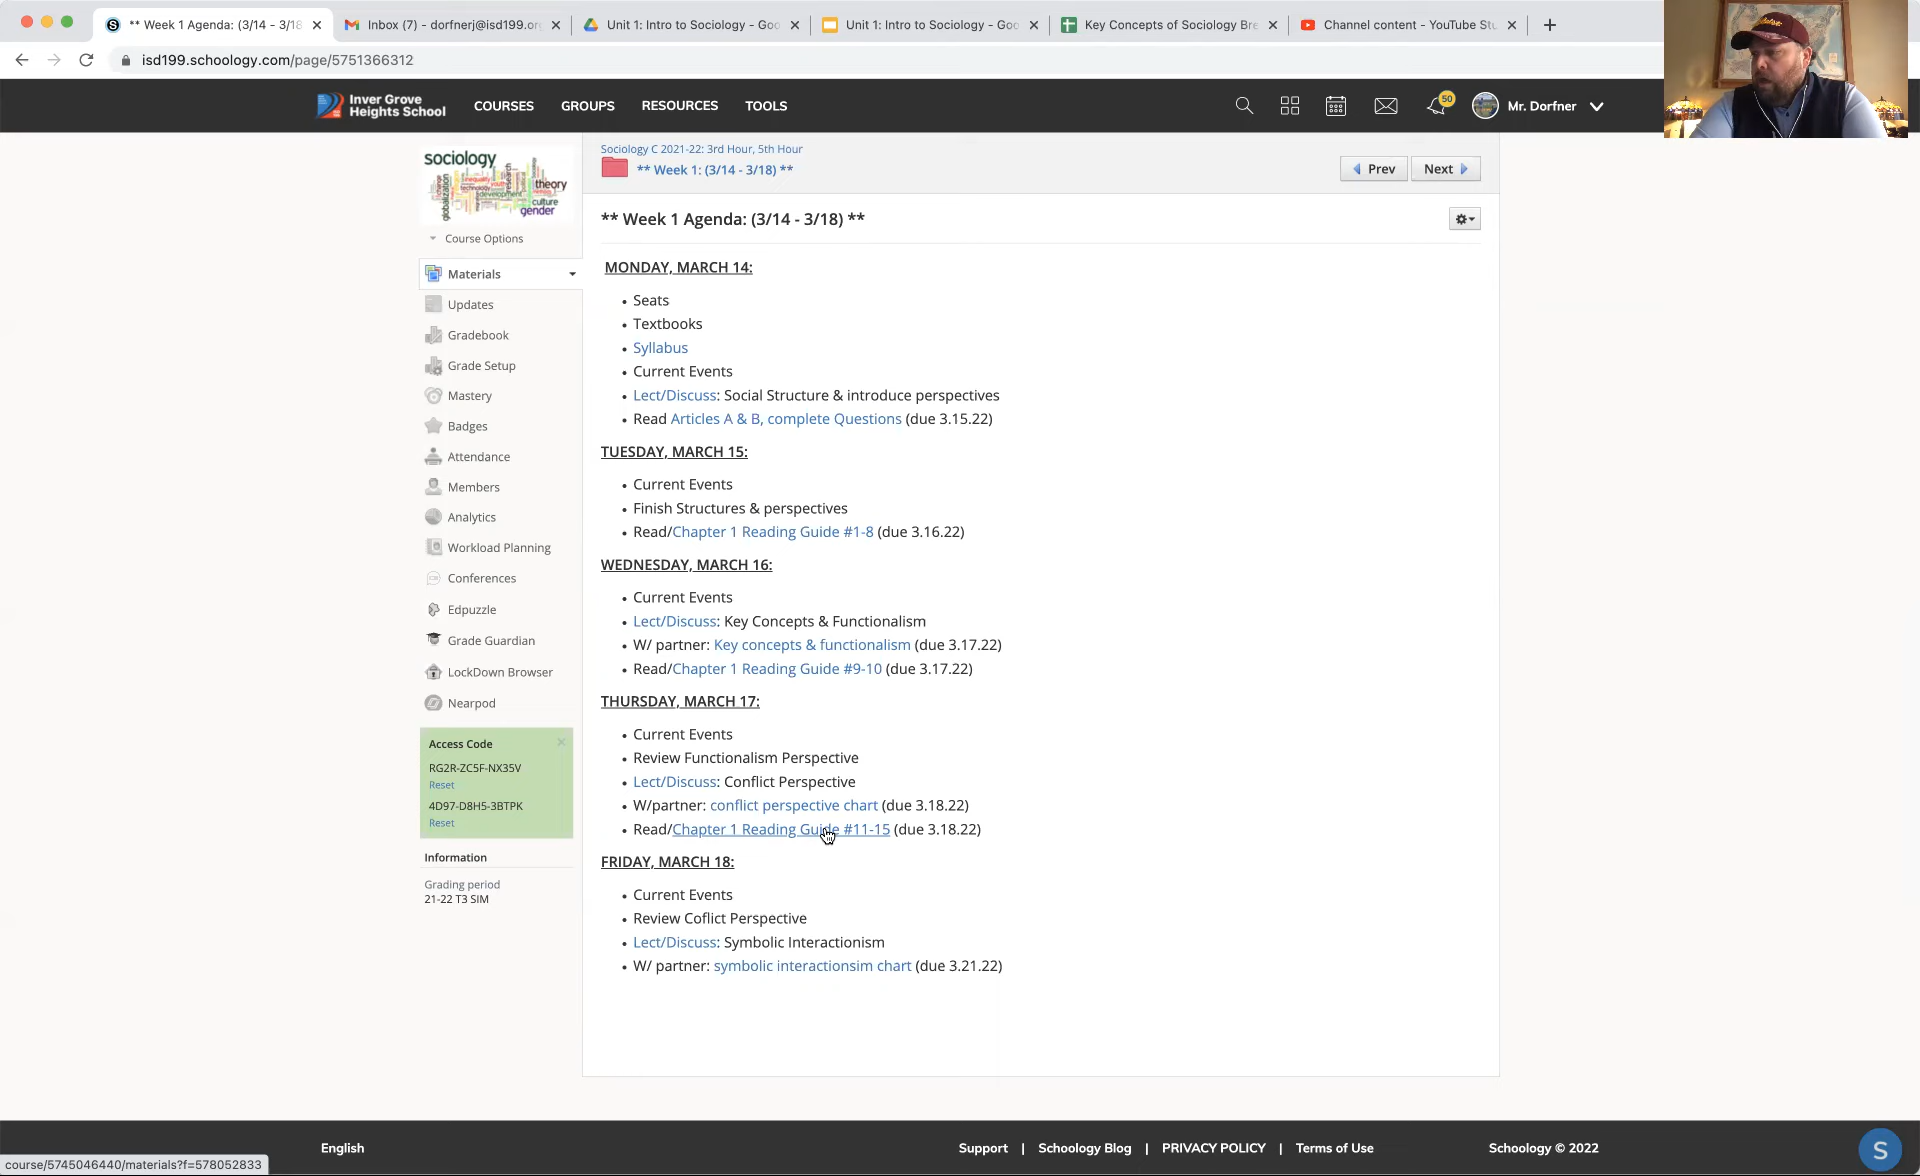 ** Week 1 Agenda: (3/14 - 3/18
Inbox (7) - dorfnerj@isd199.or
Unit 1: Intro to Sociology - Goo
Unit 1: Intro to Sociology - Goo
Key Concepts of Sociology Bre
Channel content - YouTube Stu
isd199.schoology.com/page/5751366312
Inver Grove
Heights School
COURSES
GROUPS
RESOURCES
TOOLS
50
Mr. Dorfner
sociology
theory
culture
gender
globalization
Course Options
Materials
Updates
Gradebook
Grade Setup
Mastery
Badges
Attendance
Members
Analytics
Workload Planning
Conferences
Edpuzzle
Grade Guardian
LockDown Browser
Nearpod
Access Code
RG2R-ZC5F-NX35V
Reset
4D97-D8H5-3BTPK
Reset
Information
Grading period
21-22 T3 SIM
Sociology C 2021-22: 3rd Hour, 5th Hour
** Week 1: (3/14 - 3/18) **
Prev
Next
** Week 1 Agenda: (3/14 - 3/18) **
MONDAY, MARCH 14:
• Seats
• Textbooks
• Syllabus
• Current Events
• Lect/Discuss: Social Structure & introduce perspectives
• Read Articles A & B, complete Questions (due 3.15.22)
TUESDAY, MARCH 15:
• Current Events
• Finish Structures & perspectives
• Read/Chapter 1 Reading Guide #1-8 (due 3.16.22)
WEDNESDAY, MARCH 16:
• Current Events
• Lect/Discuss: Key Concepts & Functionalism
• W/ partner: Key concepts & functionalism (due 3.17.22)
• Read/Chapter 1 Reading Guide #9-10 (due 3.17.22)
THURSDAY, MARCH 17:
• Current Events
• Review Functionalism Perspective
• Lect/Discuss: Conflict Perspective
• W/partner: conflict perspective chart (due 3.18.22)
• Read/Chapter 1 Reading Guide #11-15 (due 3.18.22)
FRIDAY, MARCH 18:
• Current Events
• Review Coflict Perspective
• Lect/Discuss: Symbolic Interactionism
• W/ partner: symbolic interactionsim chart (due 3.21.22)
English
Support | Schoology Blog | PRIVACY POLICY | Terms of Use
Schoology © 2022
S
course/5745046440/materials?f=578052833